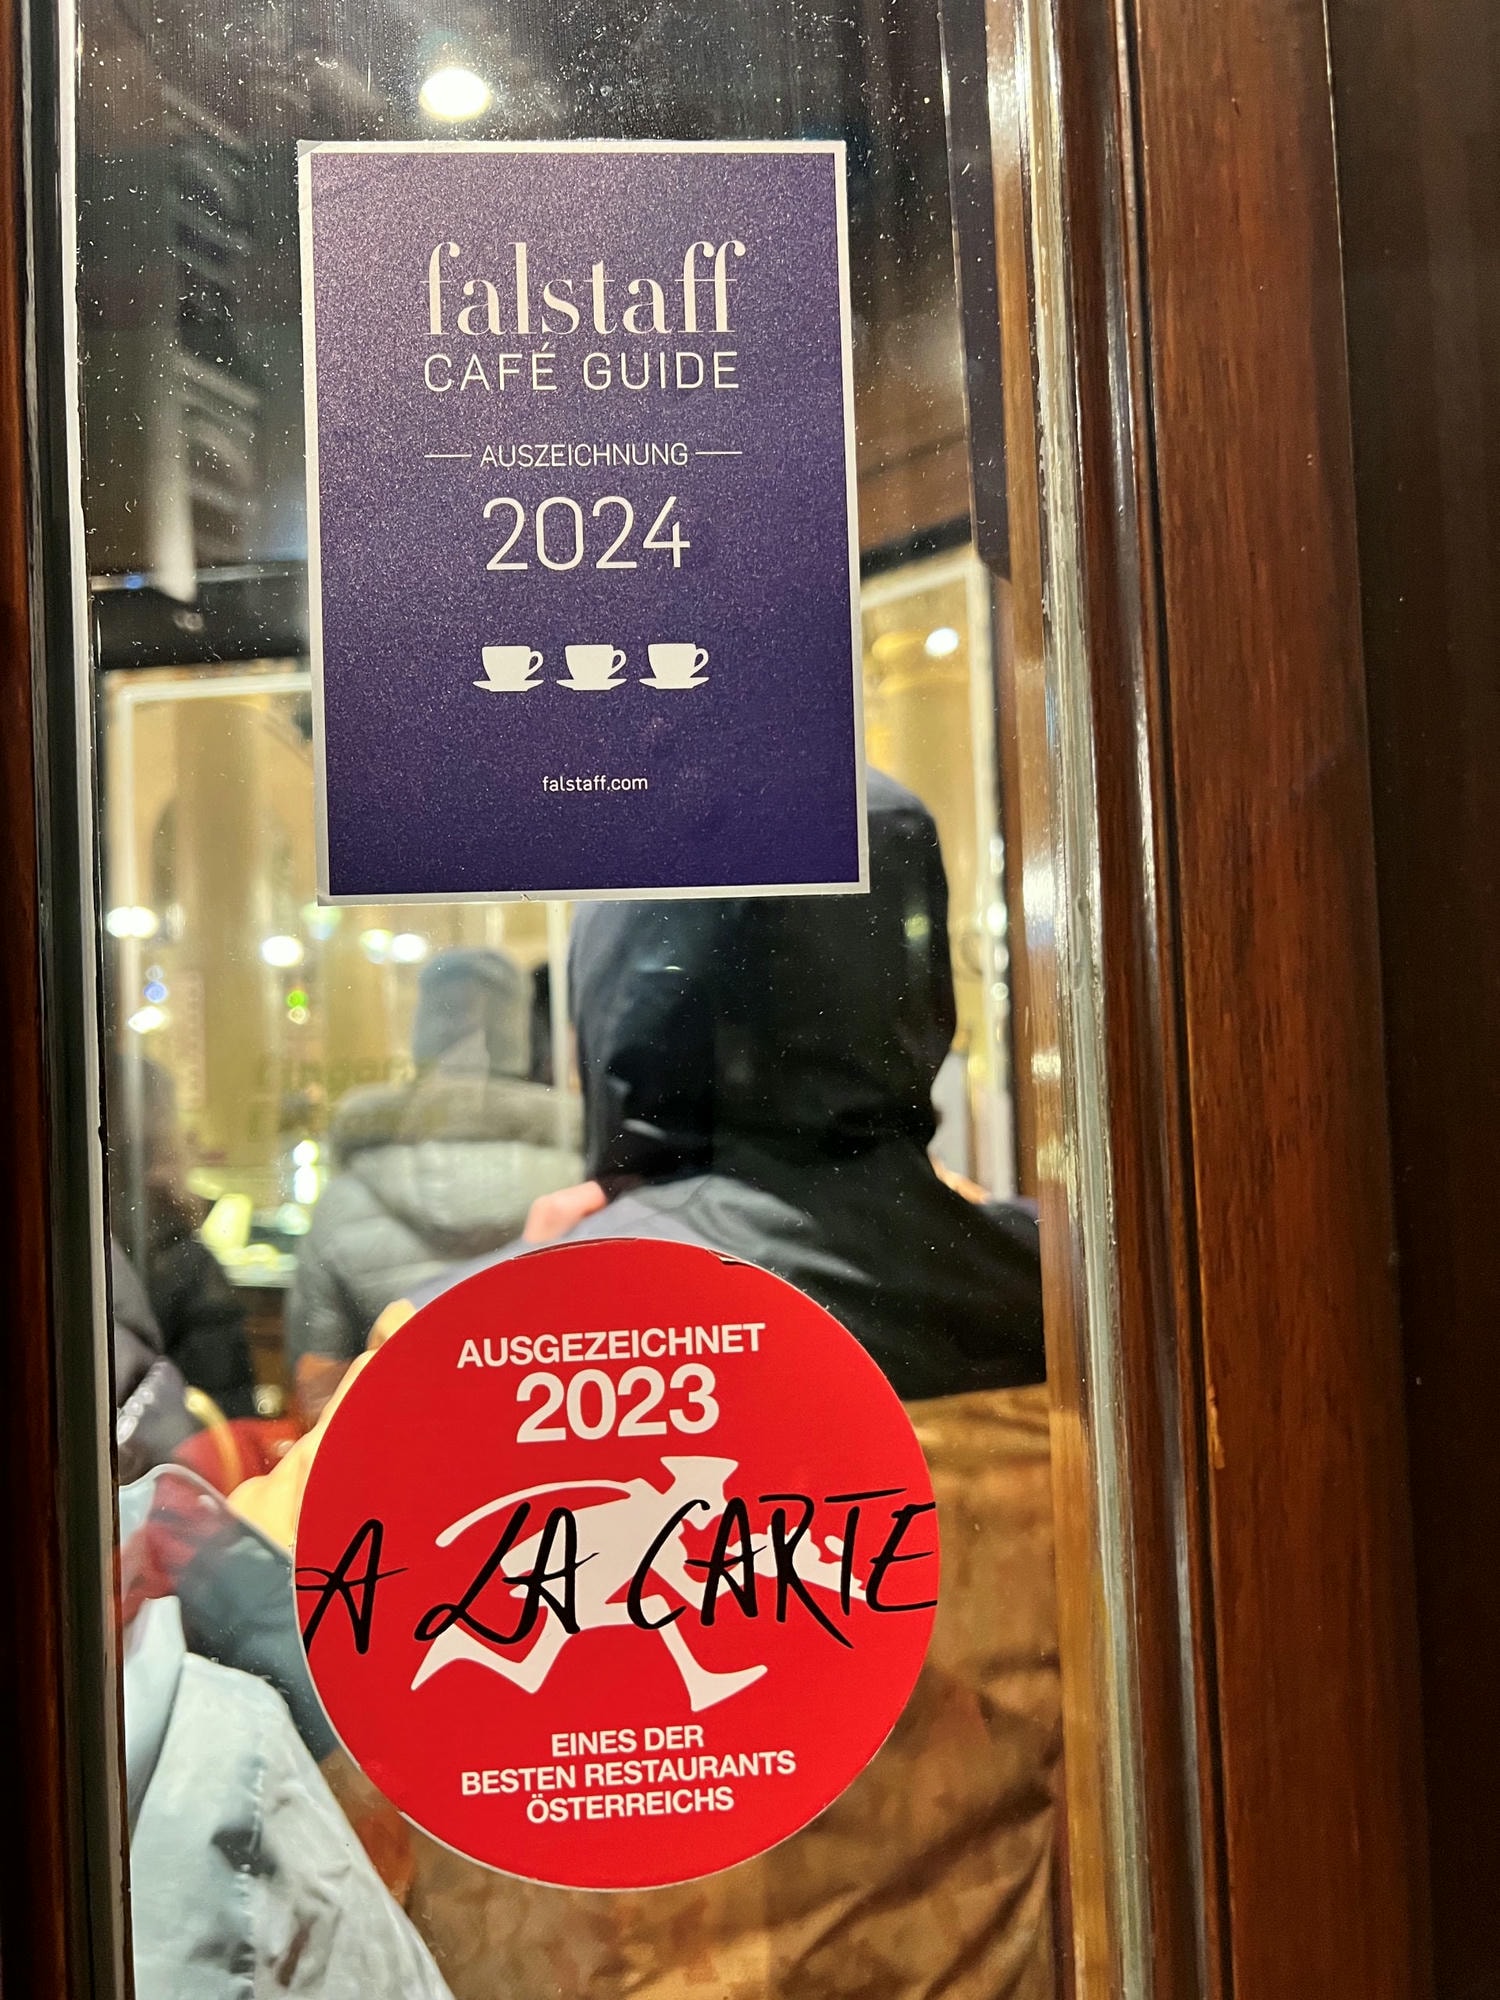 falstaff
CAFÉ GUIDE
AUSZEICHNUNG
2024
falstaff.com
AUSGEZEICHNET
2023
A LA CARTE
EINES DER
BESTEN RESTAURANTS
ÖSTERREICHS